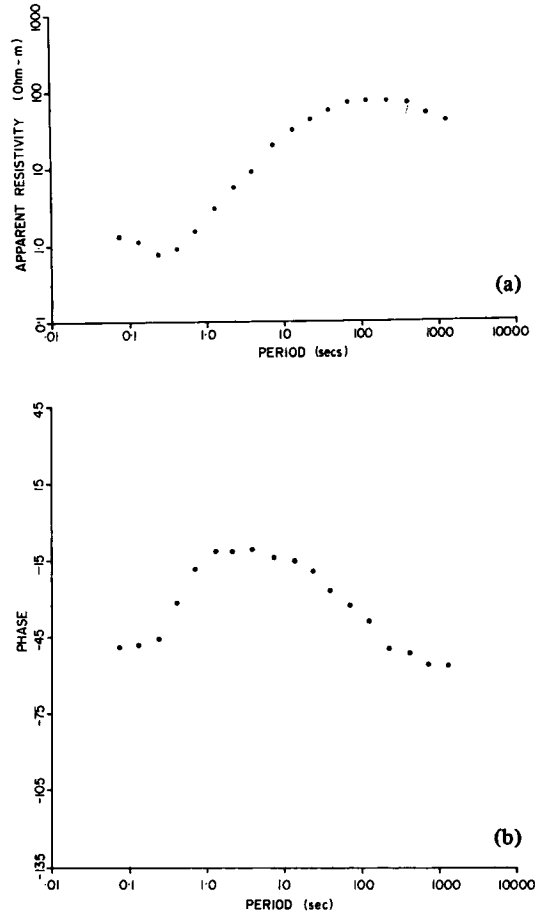 1000
100
10
1·0
0·1
APPARENT RESISTIVITY (Ohm-m)
(a)
·01 0·1 1·0 10 100 1000 10000
PERIOD (secs)
45
15
-15
-45
-75
-105
-135
PHASE
(b)
·01 0·1 1·0 10 100 1000 10000
PERIOD (sec)